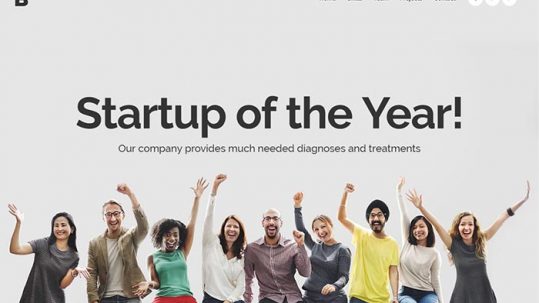 B
Startup of the Year!
Our company provides much needed diagnoses and treatments